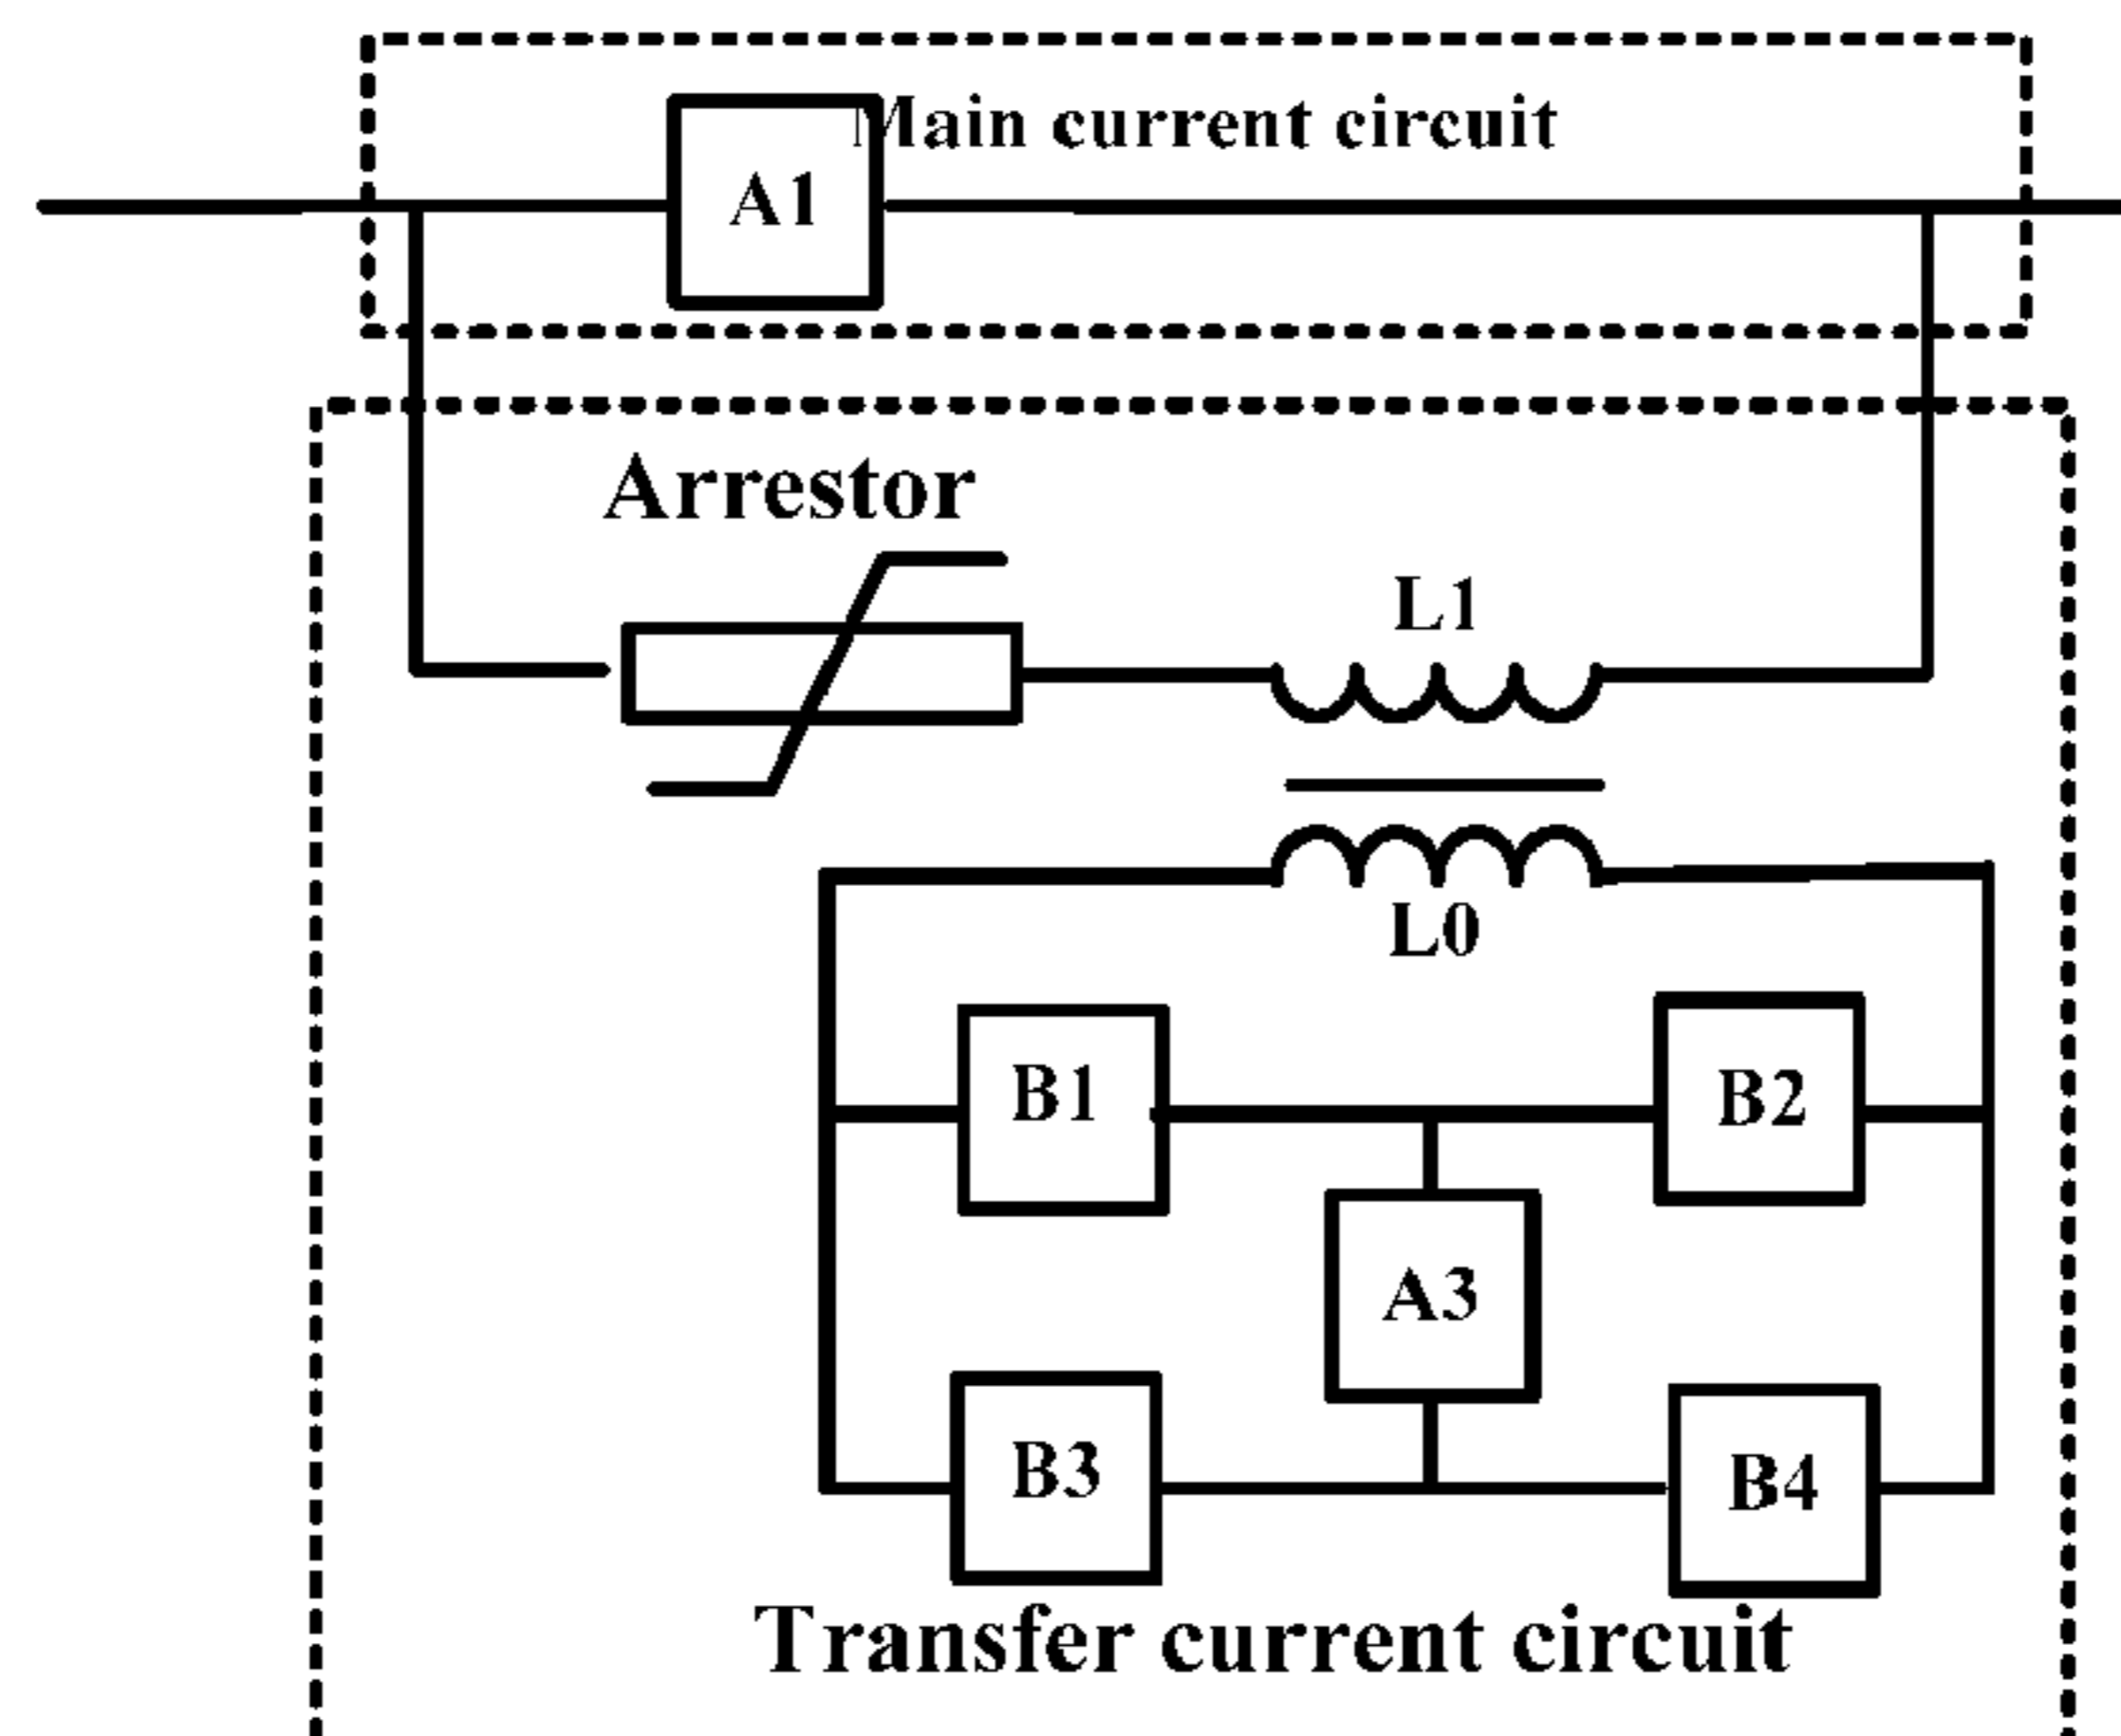 Main current circuit
A1
Arrestor
L1
L0
B1
B2
A3
B3
B4
Transfer current circuit